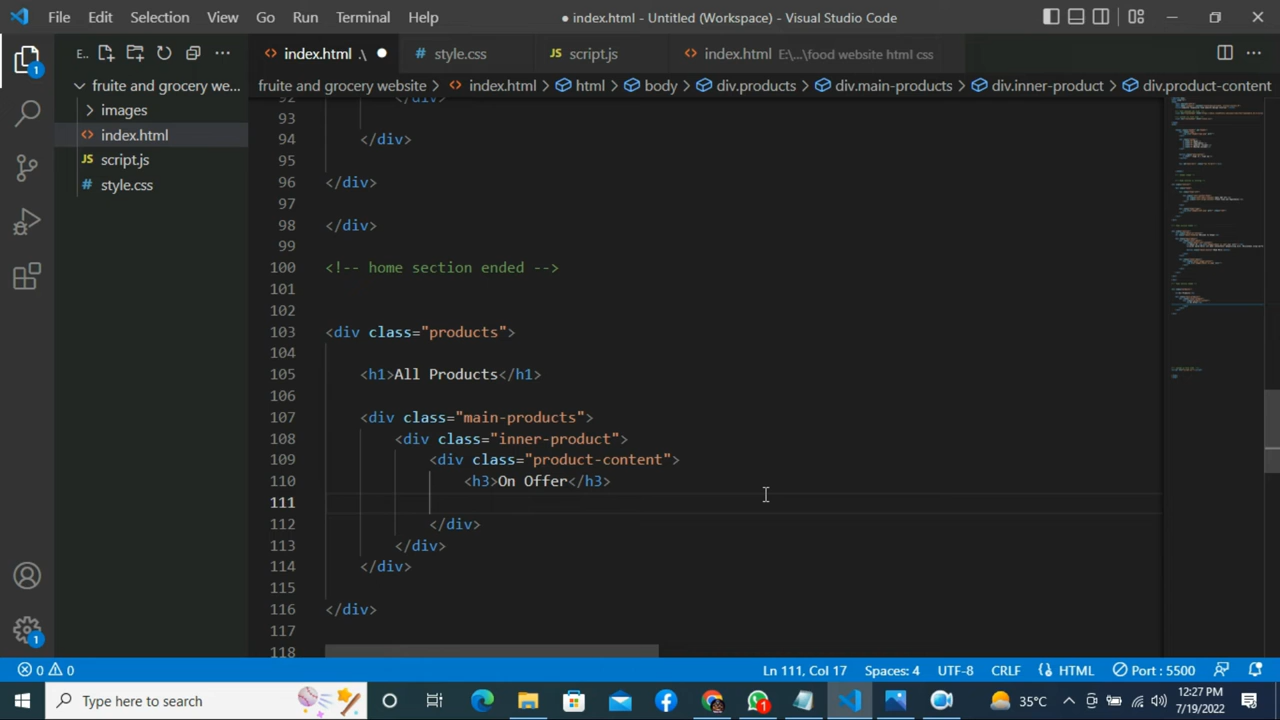 File Edit Selection View Go Run Terminal Help
● index.html - Untitled (Workspace) - Visual Studio Code
E..
<> index.html .\ ●
# style.css
JS script.js
<> index.html E:\...\food website html css
fruite and grocery we...
fruite and grocery website > <> index.html > html > body > div.products > div.main-products > div.inner-product > div.product-content
images
<> index.html
JS script.js
# style.css
92 </div>
93
94 </div>
95
96 </div>
97
98 </div>
99
100 <!-- home section ended -->
101
102
103 <div class="products">
104
105 <h1>All Products</h1>
106
107 <div class="main-products">
108 <div class="inner-product">
109 <div class="product-content">
110 <h3>On Offer</h3>
111
112 </div>
113 </div>
114 </div>
115
116 </div>
117
118
1
1
0 0
Ln 111, Col 17 Spaces: 4 UTF-8 CRLF HTML Port : 5500
Type here to search
1
35°C
12:27 PM
7/19/2022